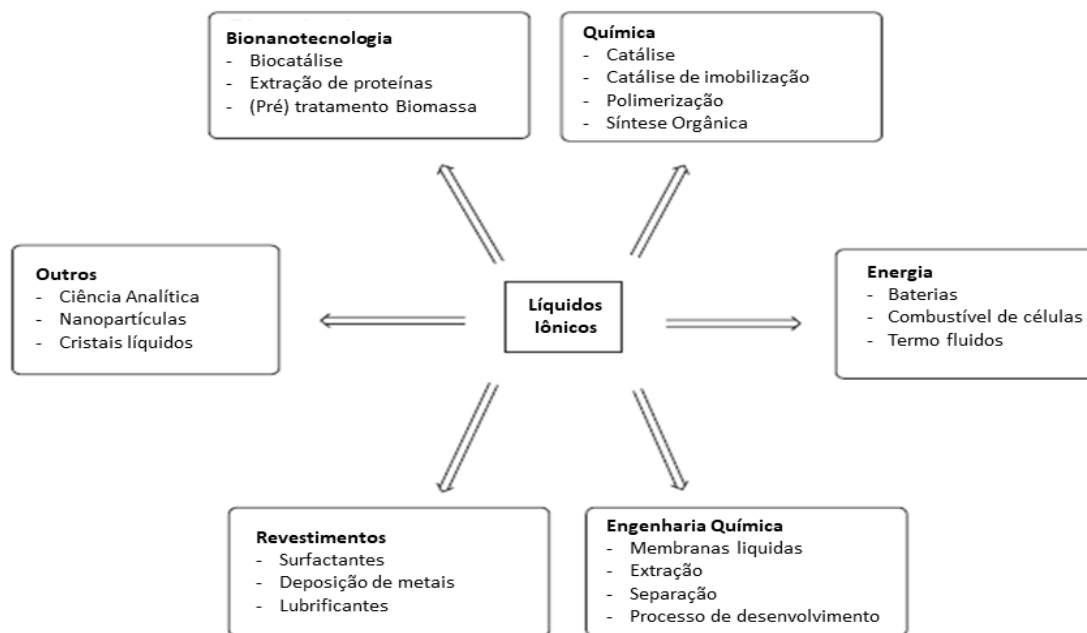 Bionanotecnologia
- Biocatálise
- Extração de proteínas
- (Pré) tratamento Biomassa
Química
- Catálise
- Catálise de imobilização
- Polimerização
- Síntese Orgânica
Outros
- Ciência Analítica
- Nanopartículas
- Cristais líquidos
Líquidos
Iônicos
Energia
- Baterias
- Combustível de células
- Termo fluidos
Revestimentos
- Surfactantes
- Deposição de metais
- Lubrificantes
Engenharia Química
- Membranas liquidas
- Extração
- Separação
- Processo de desenvolvimento